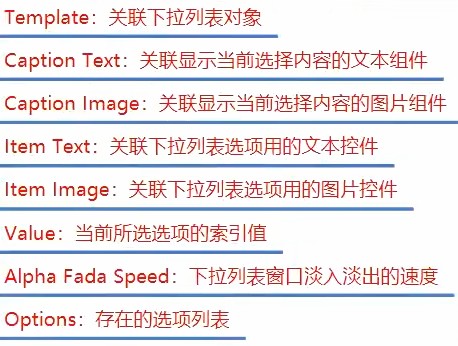 Template：关联下拉列表对象
Caption Text：关联显示当前选择内容的文本组件
Caption Image：关联显示当前选择内容的图片组件
Item Text：关联下拉列表选项用的文本控件
Item Image：关联下拉列表选项用的图片控件
Value：当前所选选项的索引值
Alpha Fada Speed：下拉列表窗口淡入淡出的速度
Options：存在的选项列表